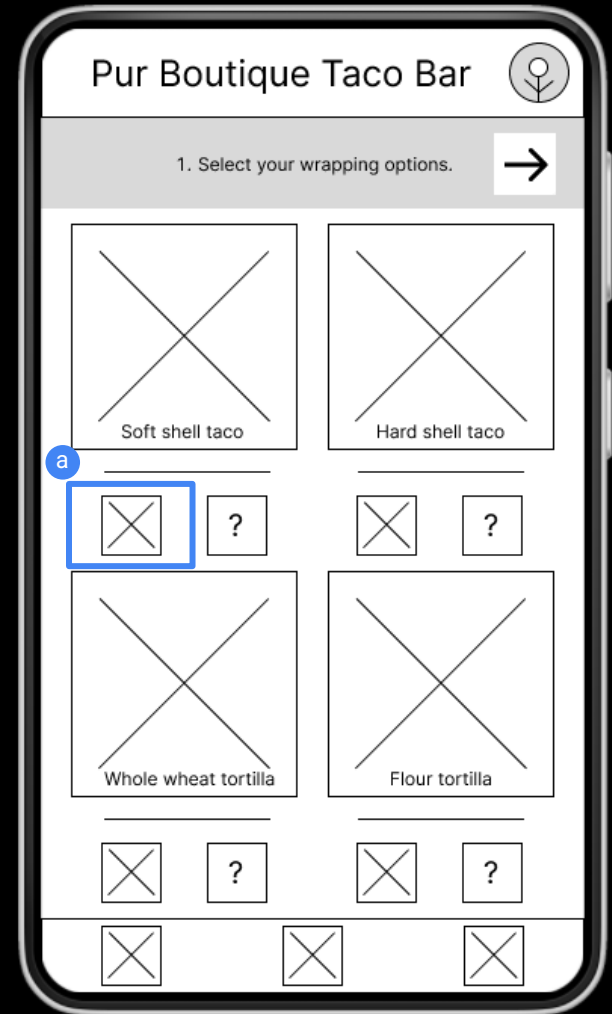 Pur Boutique Taco Bar
1. Select your wrapping options.
Soft shell taco
Hard shell taco
a
?
?
Whole wheat tortilla
Flour tortilla
?
?